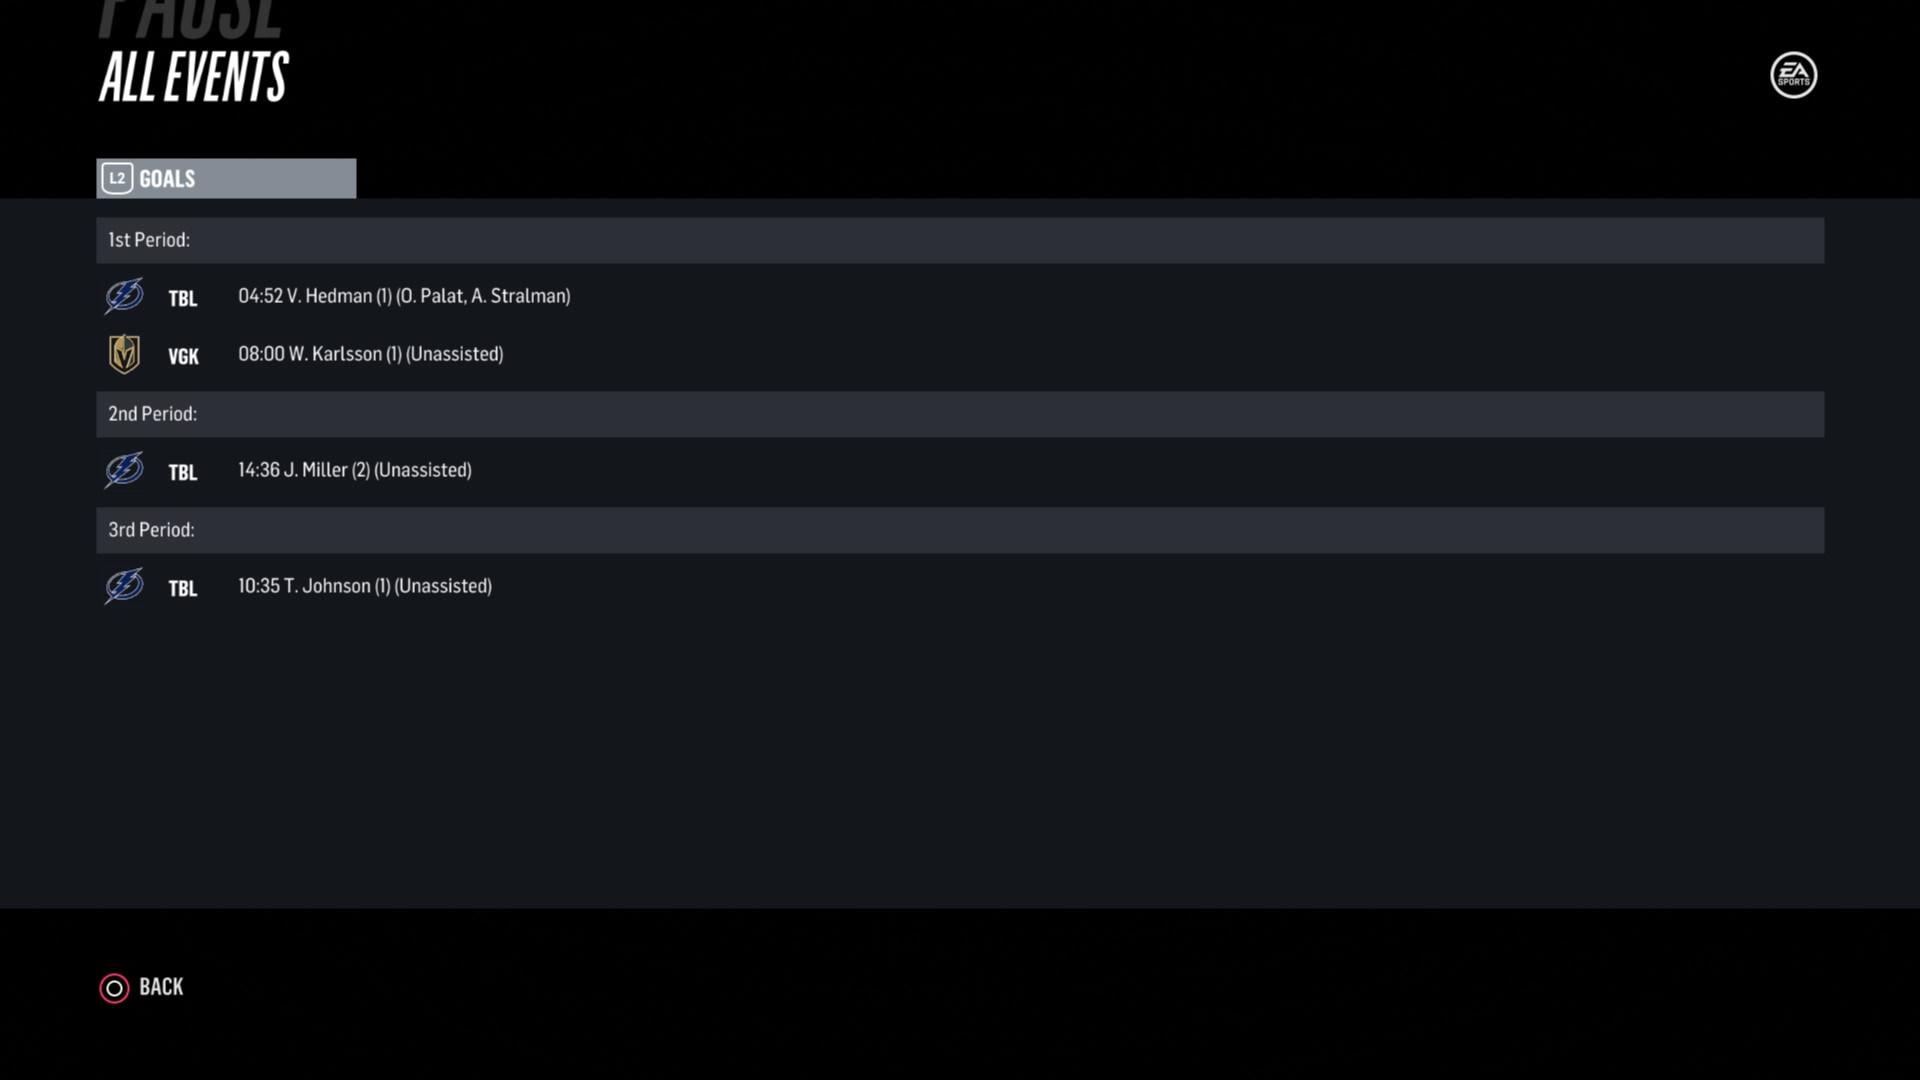 PAUSE
ALL EVENTS
EA SPORTS
L2 GOALS
1st Period:
TBL 04:52 V. Hedman (1) (O. Palat, A. Stralman)
VGK 08:00 W. Karlsson (1) (Unassisted)
2nd Period:
TBL 14:36 J. Miller (2) (Unassisted)
3rd Period:
TBL 10:35 T. Johnson (1) (Unassisted)
BACK